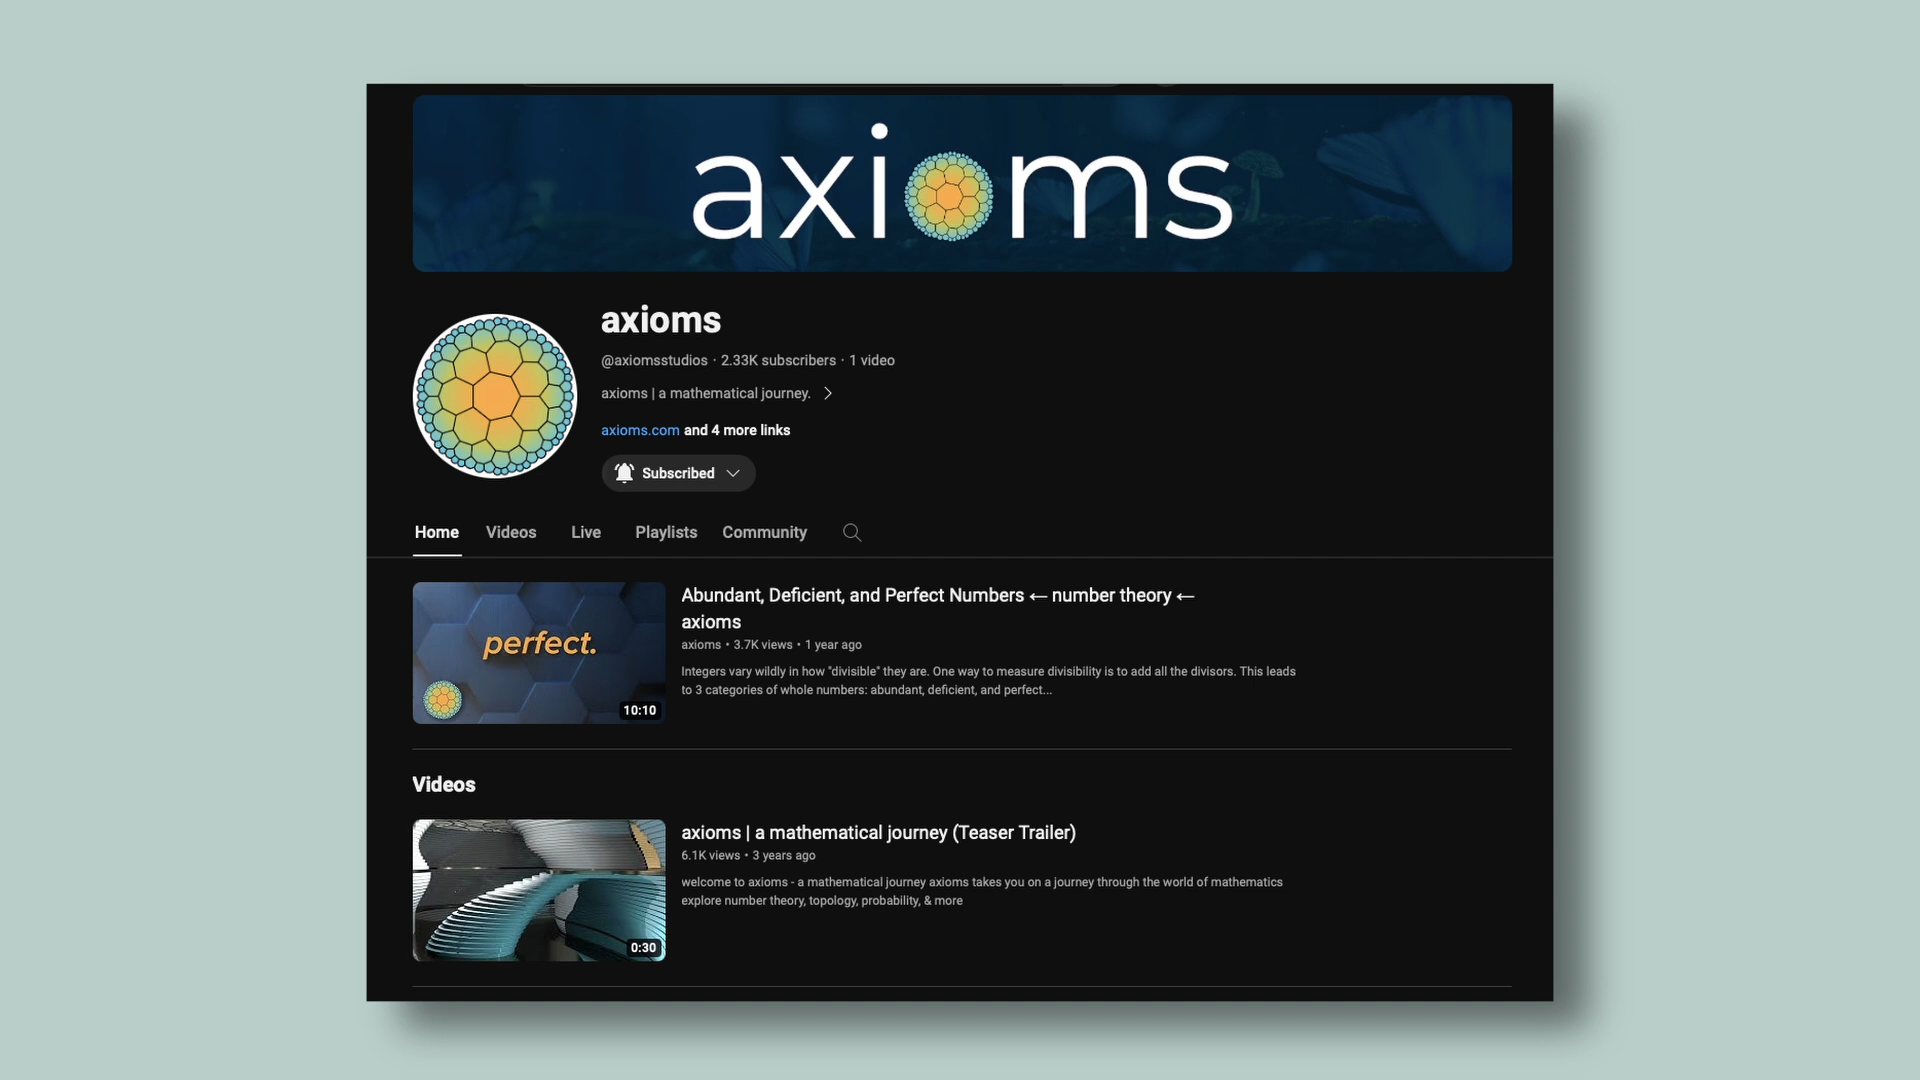 axioms
axioms
@axiomsstudios · 2.33K subscribers · 1 video
axioms | a mathematical journey.
axioms.com and 4 more links
Subscribed
Home Videos Live Playlists Community
perfect.
10:10
Abundant, Deficient, and Perfect Numbers ← number theory ←
axioms
axioms • 3.7K views • 1 year ago
Integers vary wildly in how "divisible" they are. One way to measure divisibility is to add all the divisors. This leads
to 3 categories of whole numbers: abundant, deficient, and perfect...
Videos
0:30
axioms | a mathematical journey (Teaser Trailer)
6.1K views • 3 years ago
welcome to axioms - a mathematical journey axioms takes you on a journey through the world of mathematics
explore number theory, topology, probability, & more